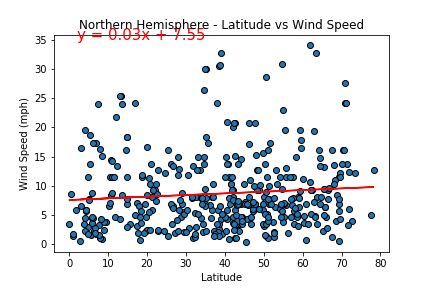 Northern Hemisphere - Latitude vs Wind Speed
y = 0.03x + 7.55
35
30
25
20
15
10
5
0
Wind Speed (mph)
0 10 20 30 40 50 60 70 80
Latitude